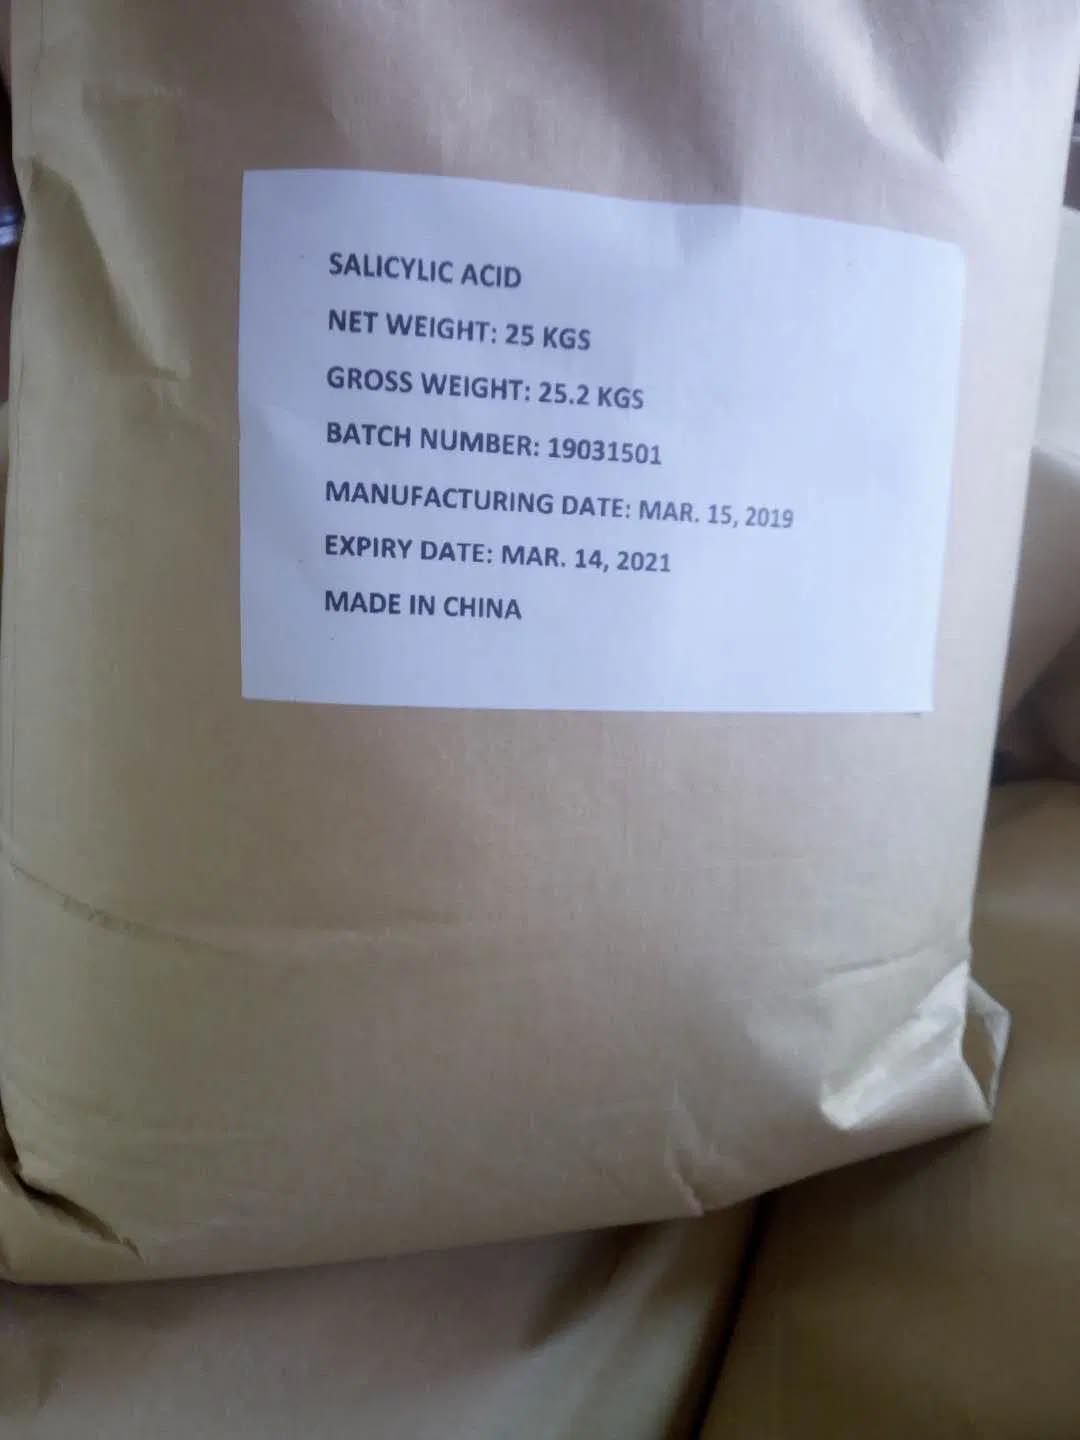 SALICYLIC ACID
NET WEIGHT: 25 KGS
GROSS WEIGHT: 25.2 KGS
BATCH NUMBER: 19031501
MANUFACTURING DATE: MAR. 15, 2019
EXPIRY DATE: MAR. 14, 2021
MADE IN CHINA